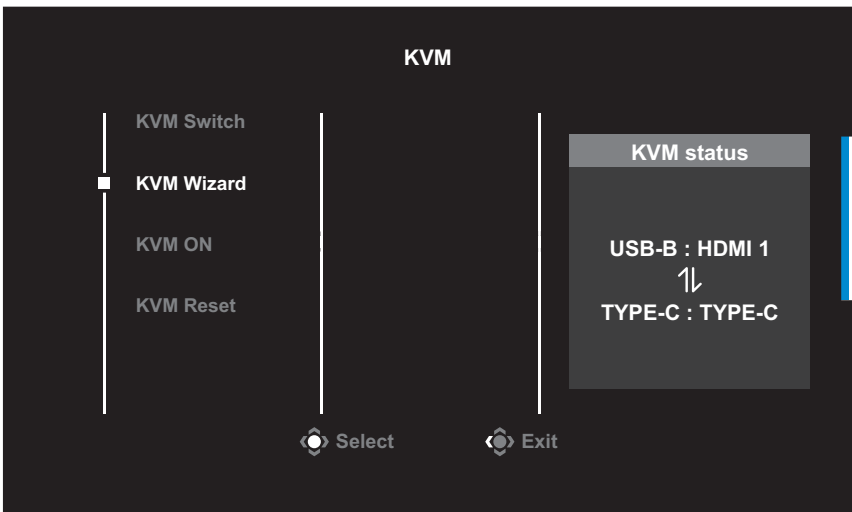 KVM
KVM Switch
KVM Wizard
KVM ON
KVM Reset
KVM status
USB-B : HDMI 1
TYPE-C : TYPE-C
Select
Exit